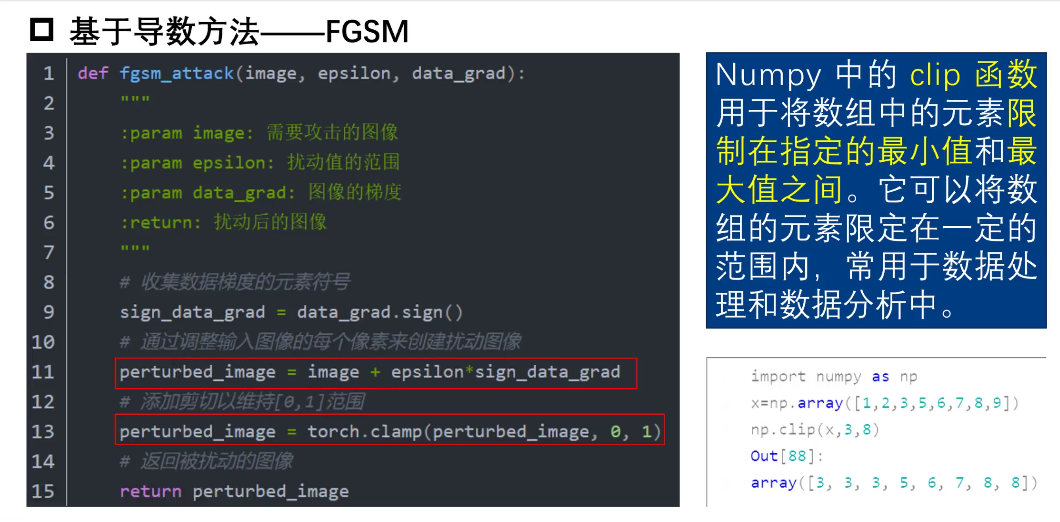 基于导数方法——FGSM
1 def fgsm_attack(image, epsilon, data_grad):
2 """
3 :param image: 需要攻击的图像
4 :param epsilon: 扰动值的范围
5 :param data_grad: 图像的梯度
6 :return: 扰动后的图像
7 """
8 # 收集数据梯度的元素符号
9 sign_data_grad = data_grad.sign()
10 # 通过调整输入图像的每个像素来创建扰动图像
11 perturbed_image = image + epsilon*sign_data_grad
12 # 添加剪切以维持[0,1]范围
13 perturbed_image = torch.clamp(perturbed_image, 0, 1)
14 # 返回被扰动的图像
15 return perturbed_image
Numpy 中的 clip 函数
用于将数组中的元素限
制在指定的最小值和最
大值之间。它可以将数
组的元素限定在一定的
范围内，常用于数据处
理和数据分析中。
import numpy as np
x=np.array([1,2,3,5,6,7,8,9])
np.clip(x,3,8)
Out[88]:
array([3, 3, 3, 5, 6, 7, 8, 8])